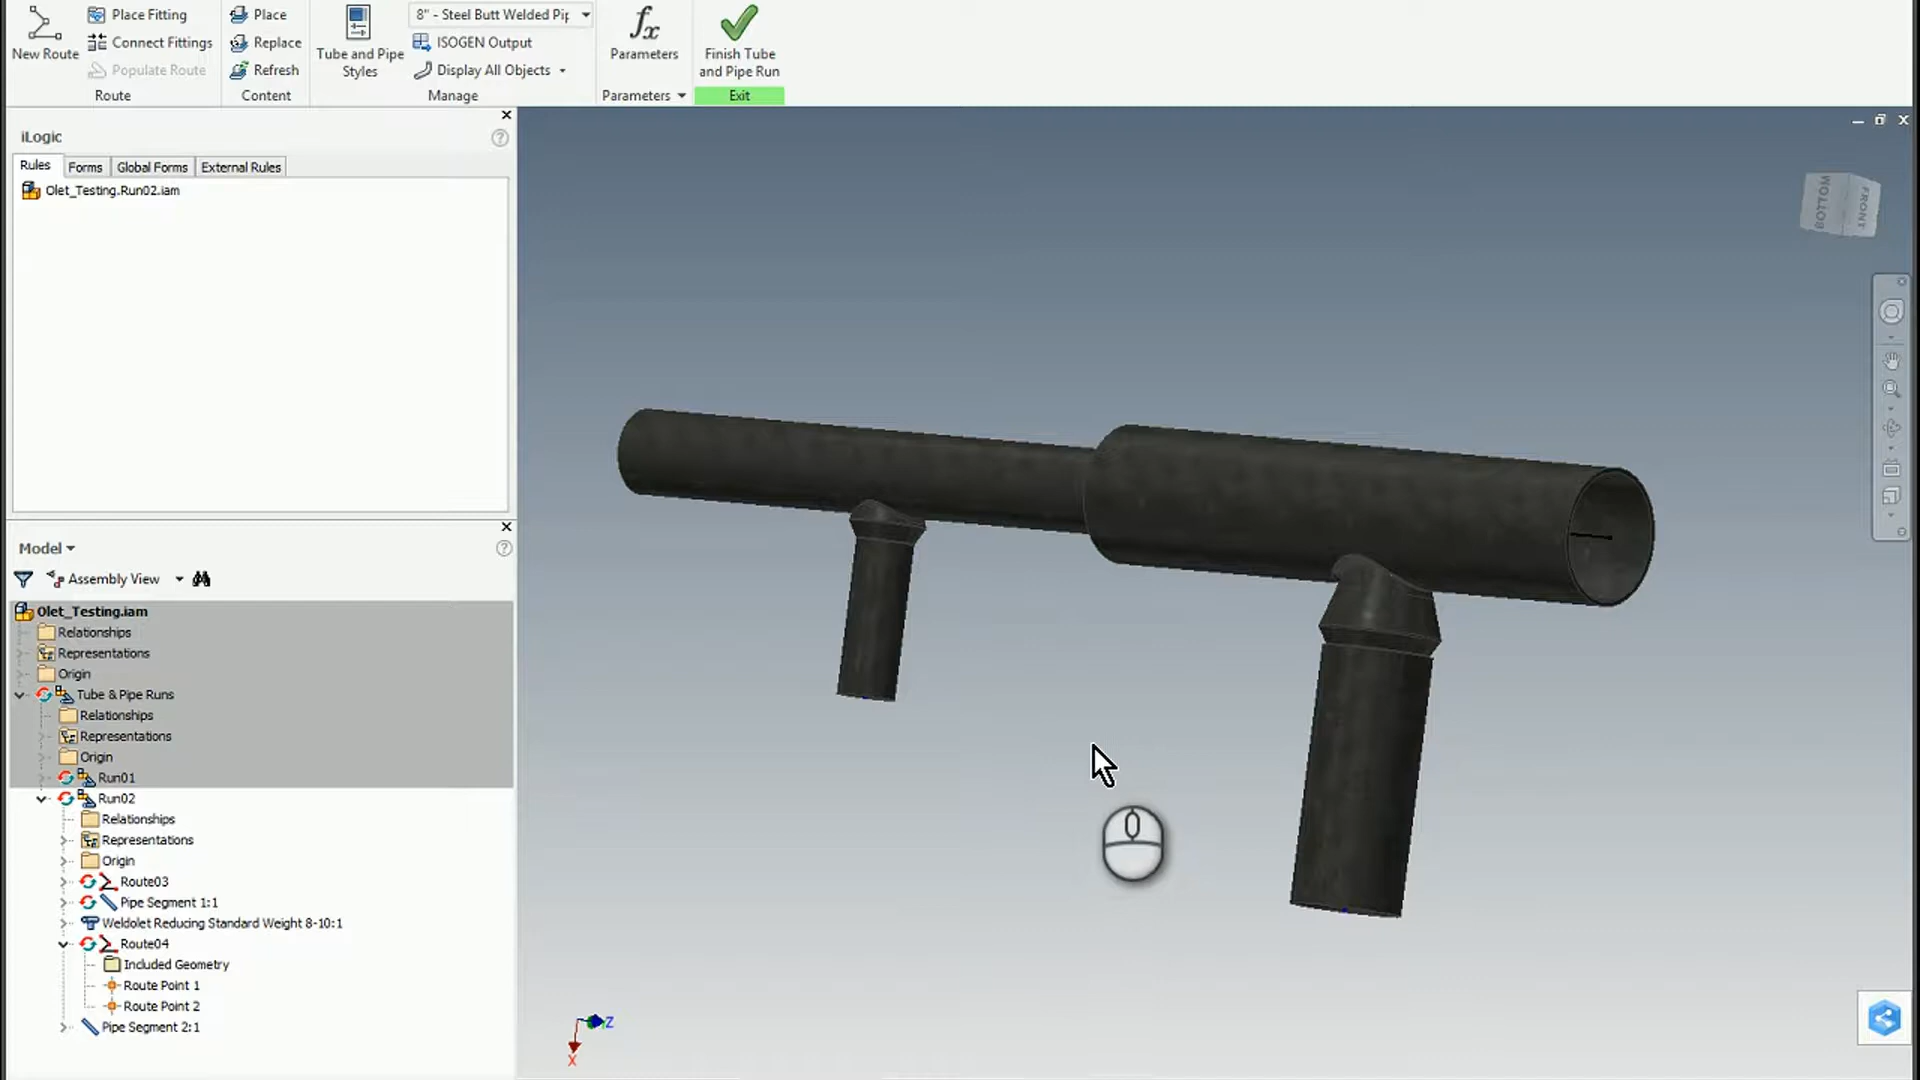 New Route
Place Fitting
Connect Fittings
Populate Route
Route
Place
Replace
Refresh
Content
Tube and Pipe
Styles
8" - Steel Butt Welded Pip
ISOGEN Output
Display All Objects
Manage
fx
Parameters
Parameters
Finish Tube
and Pipe Run
Exit
iLogic
Rules
Forms
Global Forms
External Rules
Olet_Testing.Run02.iam
Model
Assembly View
Olet_Testing.iam
Relationships
Representations
Origin
Tube & Pipe Runs
Relationships
Representations
Origin
Run01
Run02
Relationships
Representations
Origin
Route03
Pipe Segment 1:1
Weldolet Reducing Standard Weight 8-10:1
Route04
Included Geometry
Route Point 1
Route Point 2
Pipe Segment 2:1
BOTTOM
FRONT
Z
X